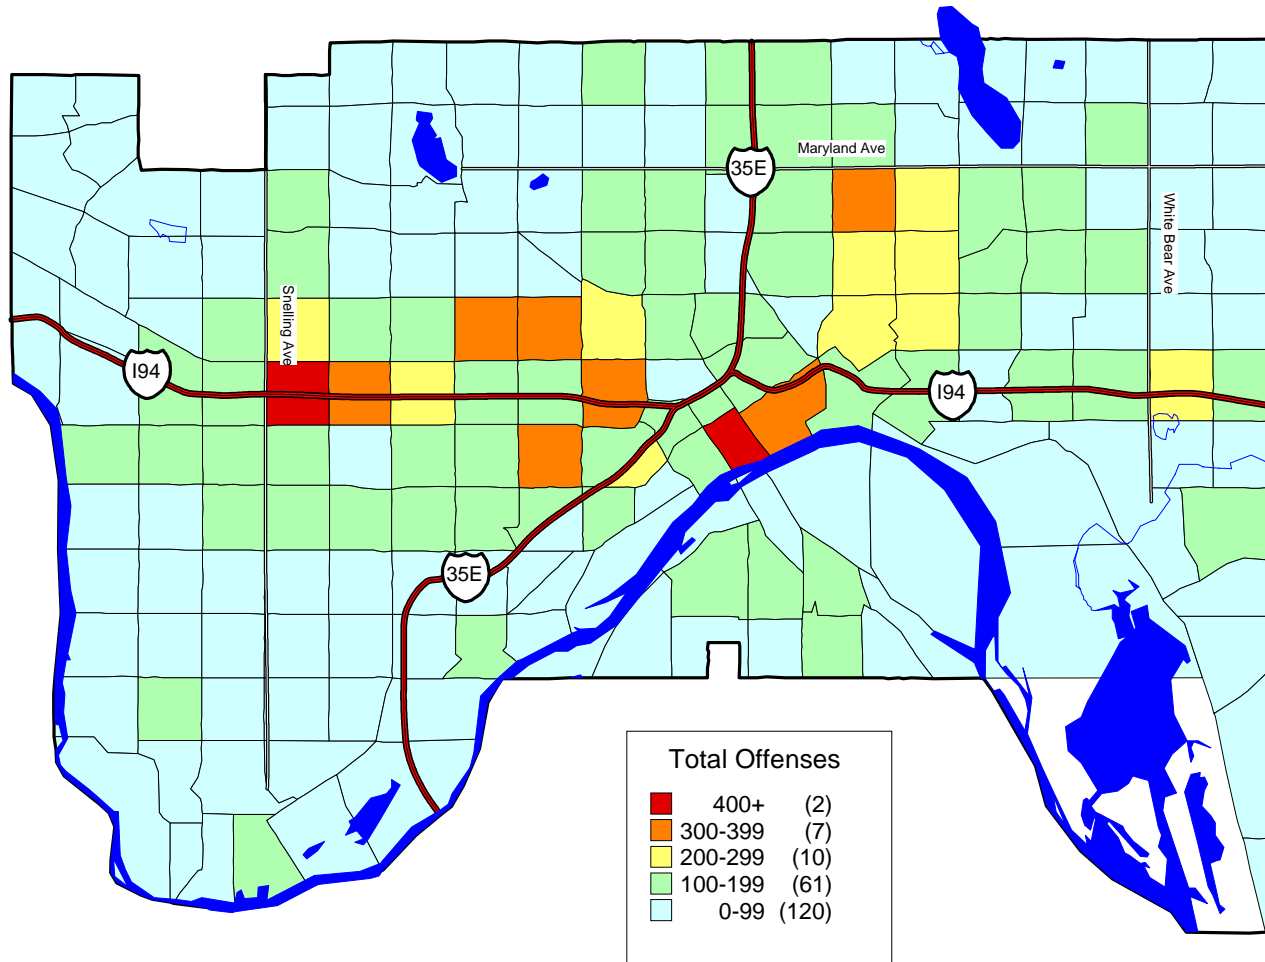 Maryland Ave
35E
White Bear Ave
Snelling Ave
I94
I94
35E
Total Offenses
400+ (2)
300-399 (7)
200-299 (10)
100-199 (61)
0-99 (120)